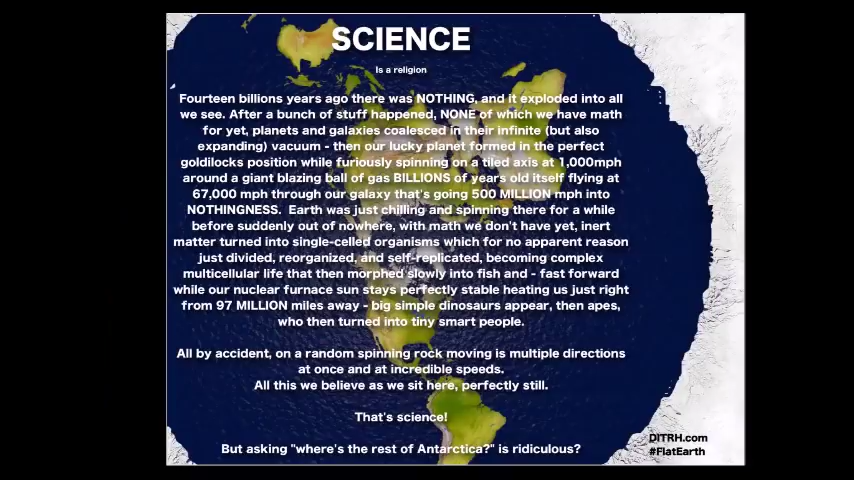 SCIENCE
Is a religion
Fourteen billions years ago there was NOTHING, and it exploded into all
we see. After a bunch of stuff happened, NONE of which we have math
for yet, planets and galaxies coalesced in their infinite (but also
expanding) vacuum - then our lucky planet formed in the perfect
goldilocks position while furiously spinning on a tiled axis at 1,000mph
around a giant blazing ball of gas BILLIONS of years old itself flying at
67,000 mph through our galaxy that's going 500 MILLION mph into
NOTHINGNESS. Earth was just chilling and spinning there for a while
before suddenly out of nowhere, with math we don't have yet, inert
matter turned into single-celled organisms which for no apparent reason
just divided, reorganized, and self-replicated, becoming complex
multicellular life that then morphed slowly into fish and - fast forward
while our nuclear furnace sun stays perfectly stable heating us just right
from 97 MILLION miles away - big simple dinosaurs appear, then apes,
who then turned into tiny smart people.
All by accident, on a random spinning rock moving is multiple directions
at once and at incredible speeds.
All this we believe as we sit here, perfectly still.
That's science!
But asking "where's the rest of Antarctica?" is ridiculous?
DITRH.com
#FlatEarth